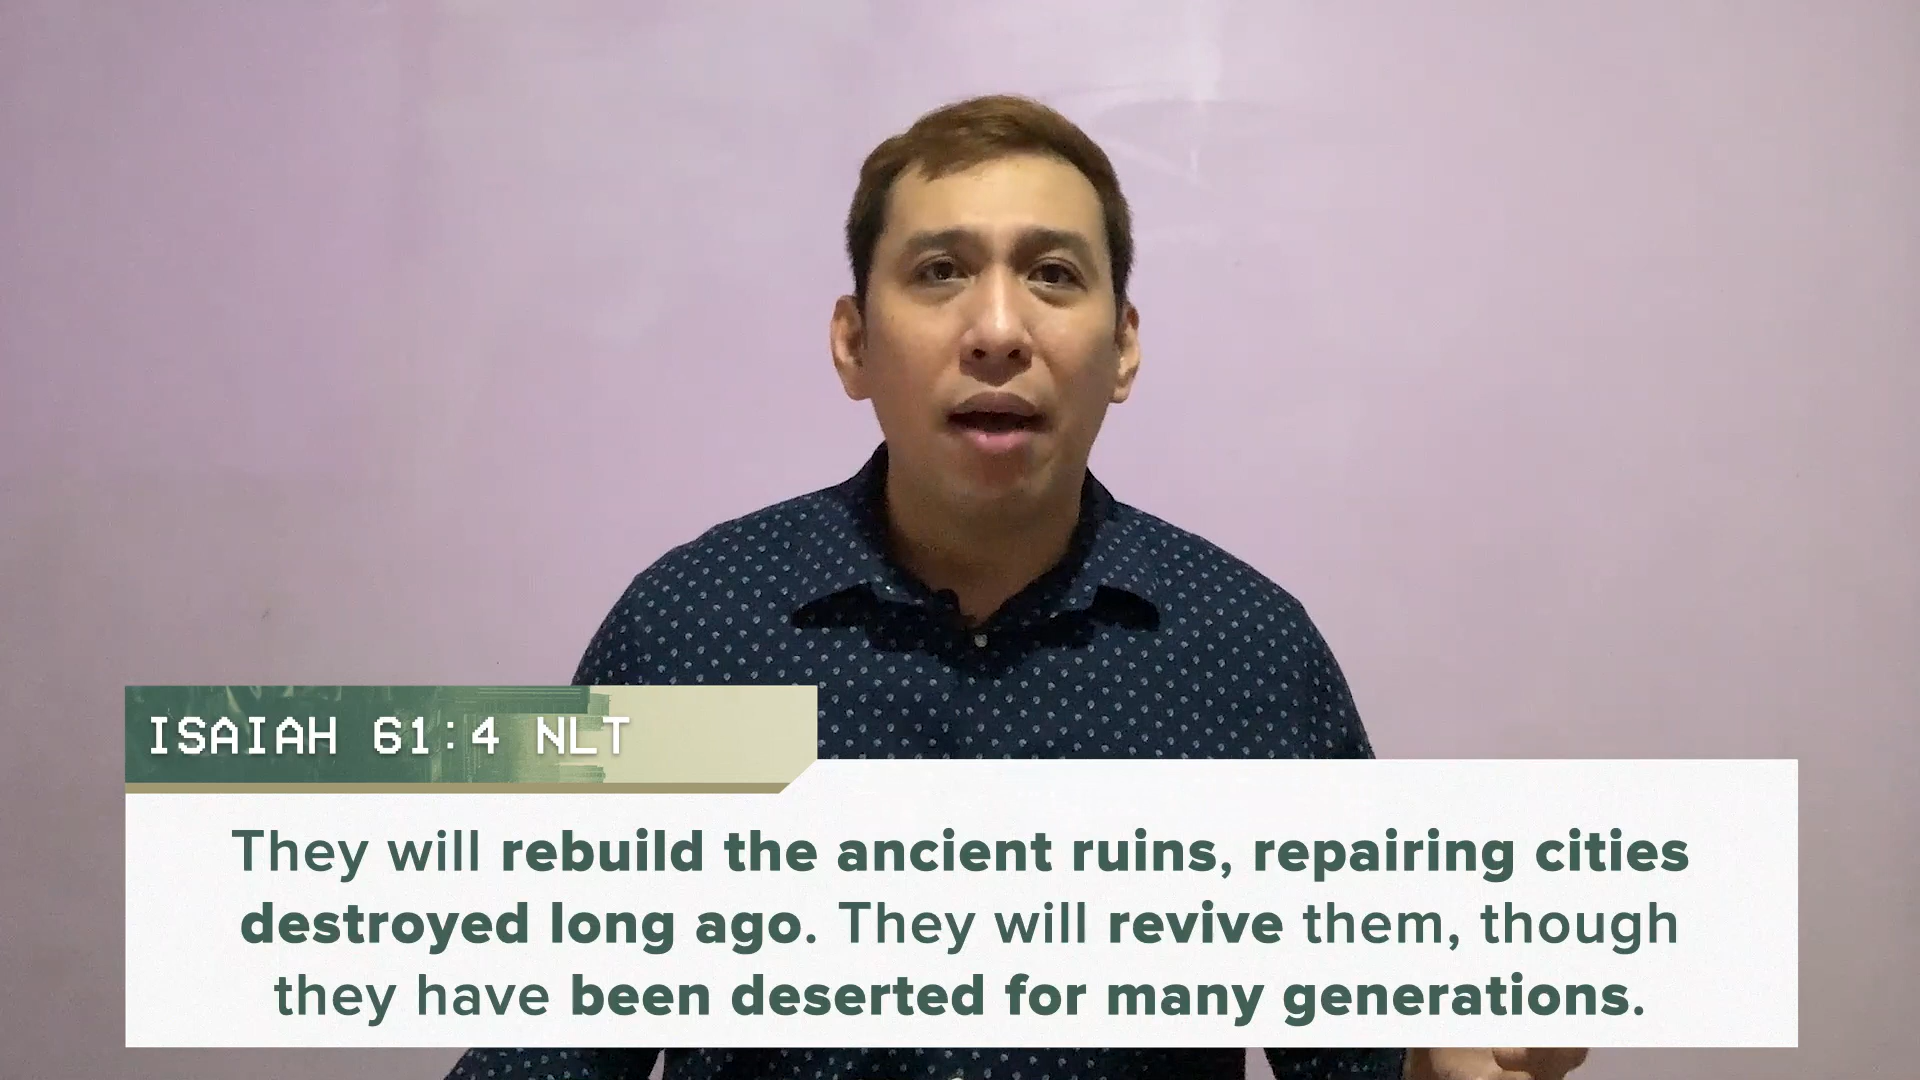 ISAIAH 61:4 NLT
They will rebuild the ancient ruins, repairing cities
destroyed long ago. They will revive them, though
they have been deserted for many generations.